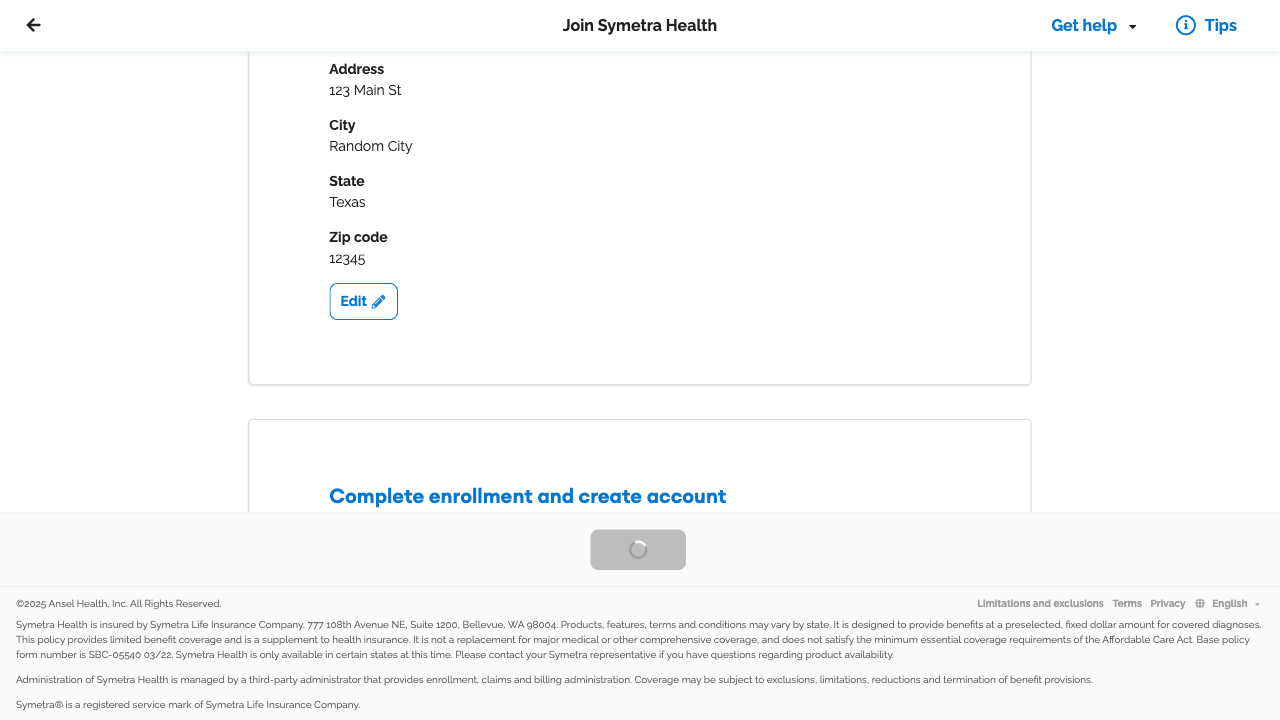 Join Symetra Health
Get help
Tips
Address
123 Main St
City
Random City
State
Texas
Zip code
12345
Edit
Complete enrollment and create account
©2025 Ansel Health, Inc. All Rights Reserved.
Limitations and exclusions Terms Privacy English
Symetra Health is insured by Symetra Life Insurance Company, 777 108th Avenue NE, Suite 1200, Bellevue, WA 98004. Products, features, terms and conditions may vary by state. It is designed to provide benefits at a preselected, fixed dollar amount for covered diagnoses.
This policy provides limited benefit coverage and is a supplement to health insurance. It is not a replacement for major medical or other comprehensive coverage, and does not satisfy the minimum essential coverage requirements of the Affordable Care Act. Base policy
form number is SBC-05540 03/22. Symetra Health is only available in certain states at this time. Please contact your Symetra representative if you have questions regarding product availability.
Administration of Symetra Health is managed by a third-party administrator that provides enrollment, claims and billing administration. Coverage may be subject to exclusions, limitations, reductions and termination of benefit provisions.
Symetra® is a registered service mark of Symetra Life Insurance Company.